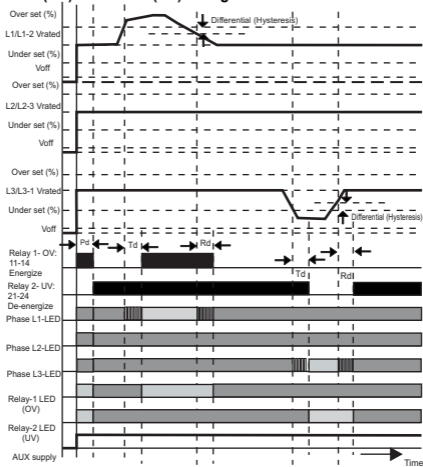 Over set (%)
Differential (Hysteresis)
L1/L1-2 Vrated
Under set (%)
Voff
Over set (%)
L2/L2-3 Vrated
Under set (%)
Voff
Over set (%)
L3/L3-1 Vrated
Under set (%)
Differential (Hysteresis)
Voff
Pd
Td
Rd
Relay 1- OV:
11-14
Energize
Td
Rd
Relay 2- UV:
21-24
De-energize
Phase L1-LED
Phase L2-LED
Phase L3-LED
Relay-1 LED
(OV)
Relay-2 LED
(UV)
AUX supply
Time